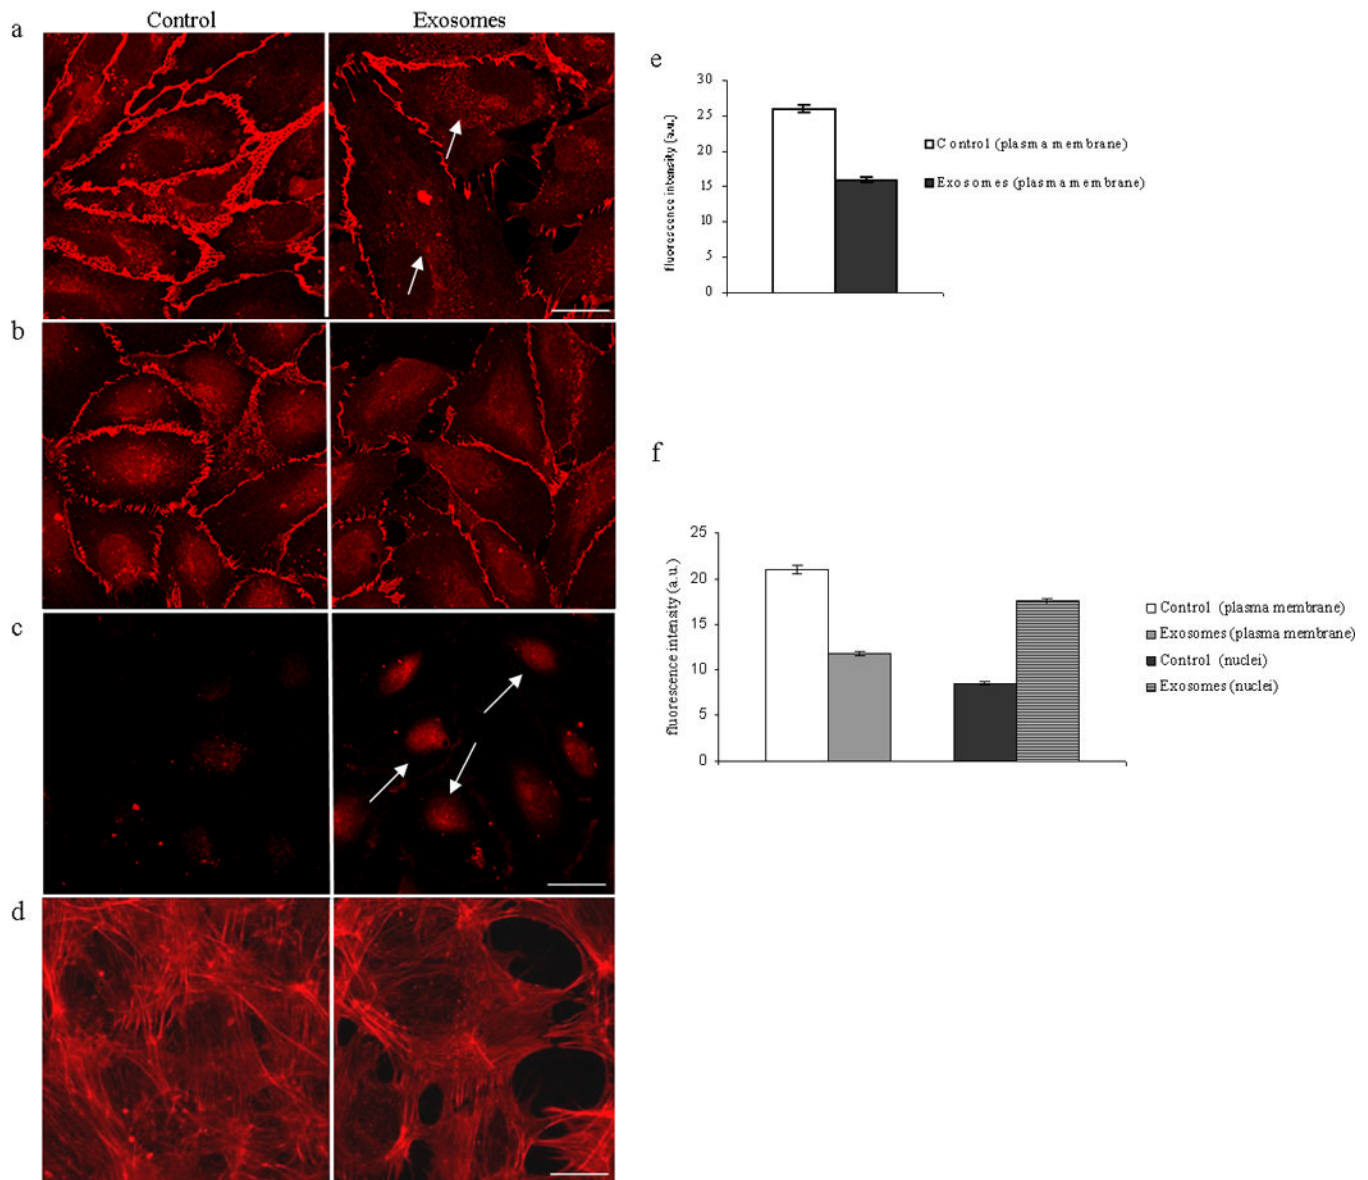 Control Exosomes
a
b
c
d
e
30
25
20
15
10
5
0
fluorescence intensity (a.u.)
Control (plasma membrane)
Exosomes (plasma membrane)
f
25
20
15
10
5
0
fluorescence intensity (a.u.)
Control (plasma membrane)
Exosomes (plasma membrane)
Control (nuclei)
Exosomes (nuclei)